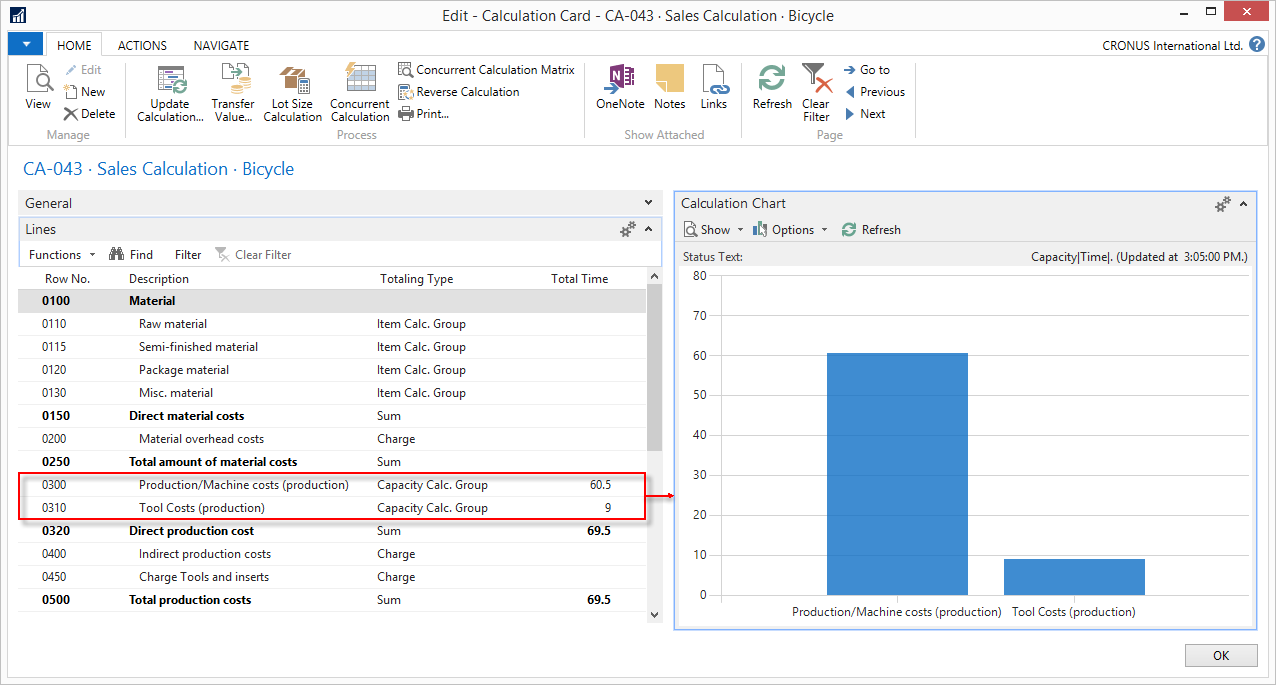 Edit - Calculation Card - CA-043 · Sales Calculation · Bicycle
HOME ACTIONS NAVIGATE
CRONUS International Ltd.
View
Edit
New
Delete
Manage
Update Calculation...
Transfer Value...
Lot Size Calculation
Concurrent Calculation
Concurrent Calculation Matrix
Reverse Calculation
Print...
Process
OneNote
Notes
Links
Show Attached
Refresh
Clear Filter
Go to
Previous
Next
Page
CA-043 · Sales Calculation · Bicycle
General
Lines
Functions Find Filter Clear Filter
Row No. Description Totaling Type Total Time
0100 Material
0110 Raw material Item Calc. Group
0115 Semi-finished material Item Calc. Group
0120 Package material Item Calc. Group
0130 Misc. material Item Calc. Group
0150 Direct material costs Sum
0200 Material overhead costs Charge
0250 Total amount of material costs Sum
0300 Production/Machine costs (production) Capacity Calc. Group 60.5
0310 Tool Costs (production) Capacity Calc. Group 9
0320 Direct production cost Sum 69.5
0400 Indirect production costs Charge
0450 Charge Tools and inserts Charge
0500 Total production costs Sum 69.5
Calculation Chart
Show Options Refresh
Status Text: Capacity|Time|. (Updated at 3:05:00 PM.)
80
70
60
50
40
30
20
10
0
Production/Machine costs (production) Tool Costs (production)
OK